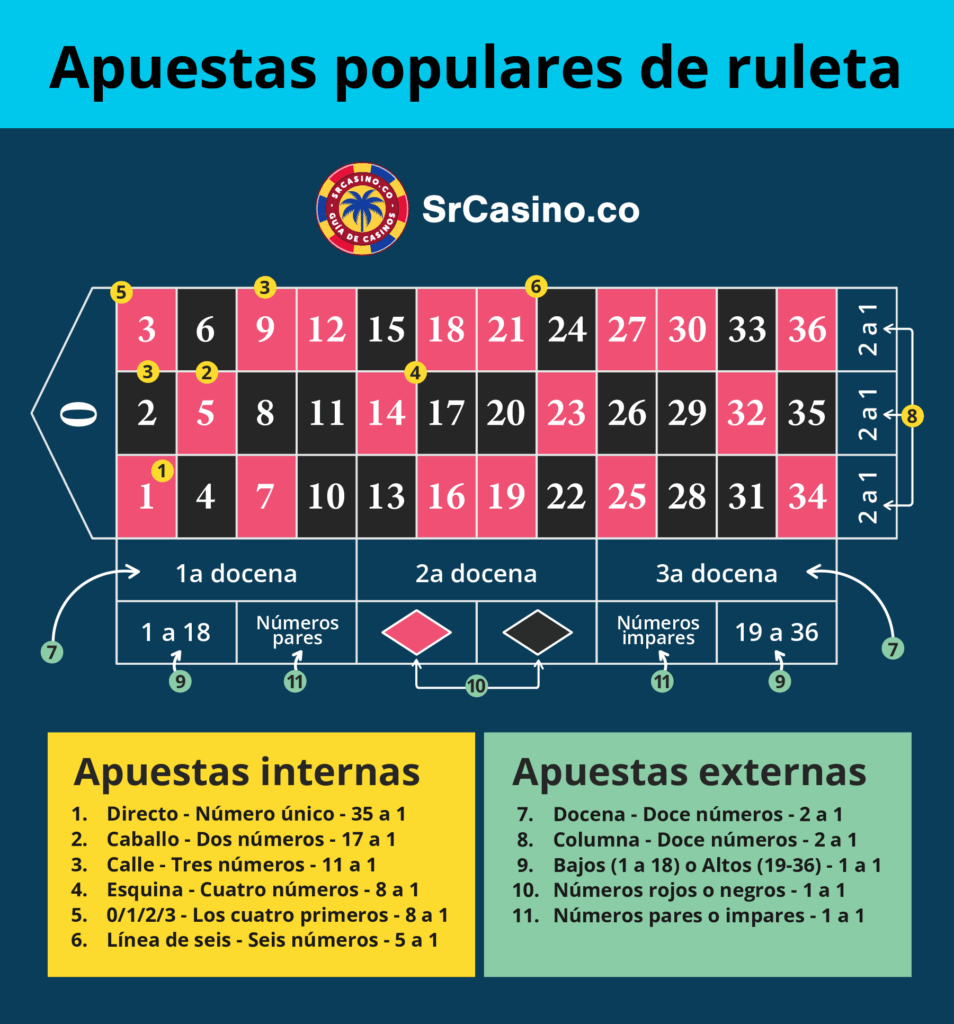 Apuestas populares de ruleta
SRCASINO.CO
GUÍA DE CASINOS
SrCasino.co
5 3 6
3 6 9 12 15 18 21 24 27 30 33 36 2 a 1
3 2 4
0 2 5 8 11 14 17 20 23 26 29 32 35 2 a 1 8
1
1 4 7 10 13 16 19 22 25 28 31 34 2 a 1
1a docena 2a docena 3a docena
1 a 18 Números pares Números impares 19 a 36
7 7
9 11 10 11 9
Apuestas internas
1. Directo - Número único - 35 a 1
2. Caballo - Dos números - 17 a 1
3. Calle - Tres números - 11 a 1
4. Esquina - Cuatro números - 8 a 1
5. 0/1/2/3 - Los cuatro primeros - 8 a 1
6. Línea de seis - Seis números - 5 a 1
Apuestas externas
7. Docena - Doce números - 2 a 1
8. Columna - Doce números - 2 a 1
9. Bajos (1 a 18) o Altos (19-36) - 1 a 1
10. Números rojos o negros - 1 a 1
11. Números pares o impares - 1 a 1